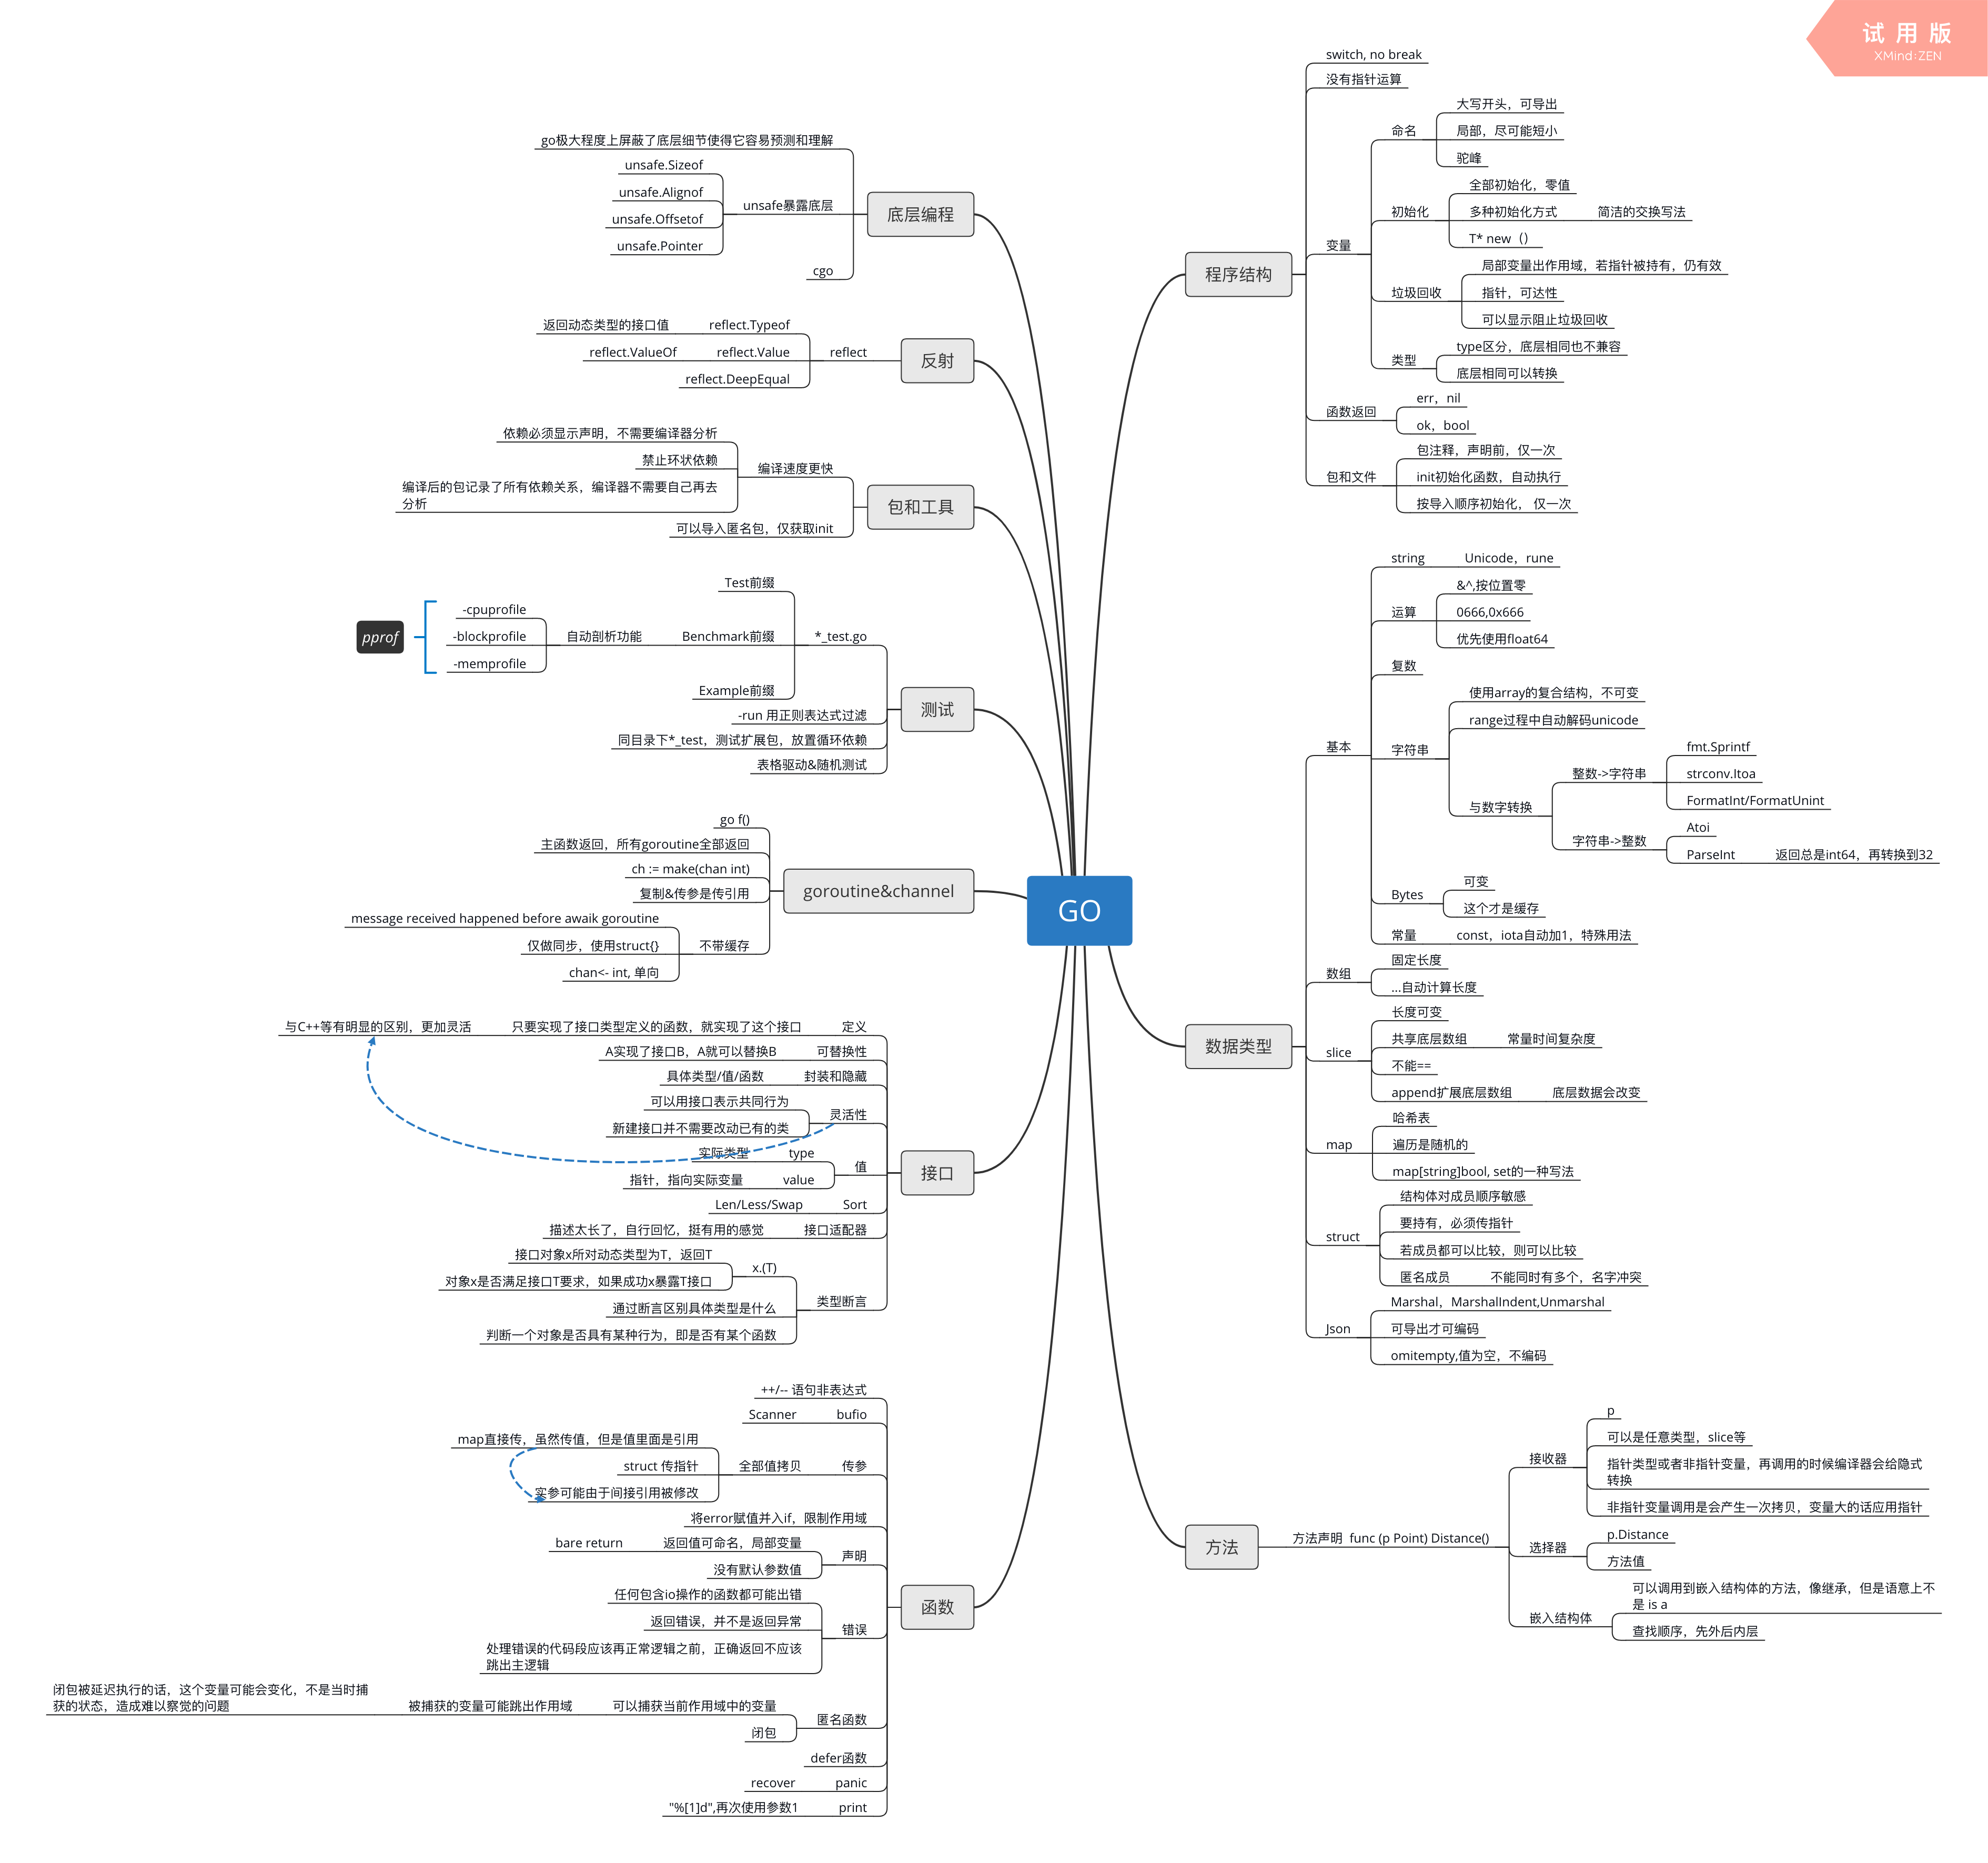 试 用 版
XMind:ZEN
GO
程序结构
switch, no break
没有指针运算
变量
命名
大写开头，可导出
局部，尽可能短小
驼峰
初始化
全部初始化，零值
多种初始化方式
简洁的交换写法
T* new（）
垃圾回收
局部变量出作用域，若指针被持有，仍有效
指针，可达性
可以显示阻止垃圾回收
类型
type区分，底层相同也不兼容
底层相同可以转换
函数返回
err，nil
ok，bool
包和文件
包注释，声明前，仅一次
init初始化函数，自动执行
按导入顺序初始化， 仅一次
数据类型
基本
string
Unicode，rune
运算
&^,按位置零
0666,0x666
优先使用float64
复数
字符串
使用array的复合结构，不可变
range过程中自动解码unicode
与数字转换
整数->字符串
fmt.Sprintf
strconv.Itoa
FormatInt/FormatUnint
字符串->整数
Atoi
ParseInt
返回总是int64，再转换到32
Bytes
可变
这个才是缓存
常量
const，iota自动加1，特殊用法
数组
固定长度
...自动计算长度
slice
长度可变
共享底层数组
常量时间复杂度
不能==
append扩展底层数组
底层数据会改变
map
哈希表
遍历是随机的
map[string]bool, set的一种写法
struct
结构体对成员顺序敏感
要持有，必须传指针
若成员都可以比较，则可以比较
匿名成员
不能同时有多个，名字冲突
Json
Marshal，MarshalIndent,Unmarshal
可导出才可编码
omitempty,值为空，不编码
方法
方法声明 func (p Point) Distance()
接收器
p
可以是任意类型，slice等
指针类型或者非指针变量，再调用的时候编译器会给隐式
转换
非指针变量调用是会产生一次拷贝，变量大的话应用指针
选择器
p.Distance
方法值
嵌入结构体
可以调用到嵌入结构体的方法，像继承，但是语意上不
是 is a
查找顺序，先外后内层
底层编程
go极大程度上屏蔽了底层细节使得它容易预测和理解
unsafe暴露底层
unsafe.Sizeof
unsafe.Alignof
unsafe.Offsetof
unsafe.Pointer
cgo
反射
reflect
reflect.Typeof
返回动态类型的接口值
reflect.Value
reflect.ValueOf
reflect.DeepEqual
包和工具
编译速度更快
依赖必须显示声明，不需要编译器分析
禁止环状依赖
编译后的包记录了所有依赖关系，编译器不需要自己再去
分析
可以导入匿名包，仅获取init
测试
*_test.go
Test前缀
Benchmark前缀
自动剖析功能
-cpuprofile
-blockprofile
-memprofile
pprof
Example前缀
-run 用正则表达式过滤
同目录下*_test，测试扩展包，放置循环依赖
表格驱动&随机测试
goroutine&channel
go f()
主函数返回，所有goroutine全部返回
ch := make(chan int)
复制&传参是传引用
不带缓存
message received happened before awaik goroutine
仅做同步，使用struct{}
chan<- int, 单向
接口
定义
只要实现了接口类型定义的函数，就实现了这个接口
与C++等有明显的区别，更加灵活
可替换性
A实现了接口B，A就可以替换B
封装和隐藏
具体类型/值/函数
灵活性
可以用接口表示共同行为
新建接口并不需要改动已有的类
值
type
实际类型
value
指针，指向实际变量
Sort
Len/Less/Swap
接口适配器
描述太长了，自行回忆，挺有用的感觉
类型断言
x.(T)
接口对象x所对动态类型为T，返回T
对象x是否满足接口T要求，如果成功x暴露T接口
通过断言区别具体类型是什么
判断一个对象是否具有某种行为，即是否有某个函数
函数
++/-- 语句非表达式
bufio
Scanner
传参
全部值拷贝
map直接传，虽然传值，但是值里面是引用
struct 传指针
实参可能由于间接引用被修改
将error赋值并入if，限制作用域
声明
返回值可命名，局部变量
bare return
没有默认参数值
错误
任何包含io操作的函数都可能出错
返回错误，并不是返回异常
处理错误的代码段应该再正常逻辑之前，正确返回不应该
跳出主逻辑
匿名函数
可以捕获当前作用域中的变量
被捕获的变量可能跳出作用域
闭包被延迟执行的话，这个变量可能会变化，不是当时捕
获的状态，造成难以察觉的问题
闭包
defer函数
panic
recover
print
"%[1]d",再次使用参数1